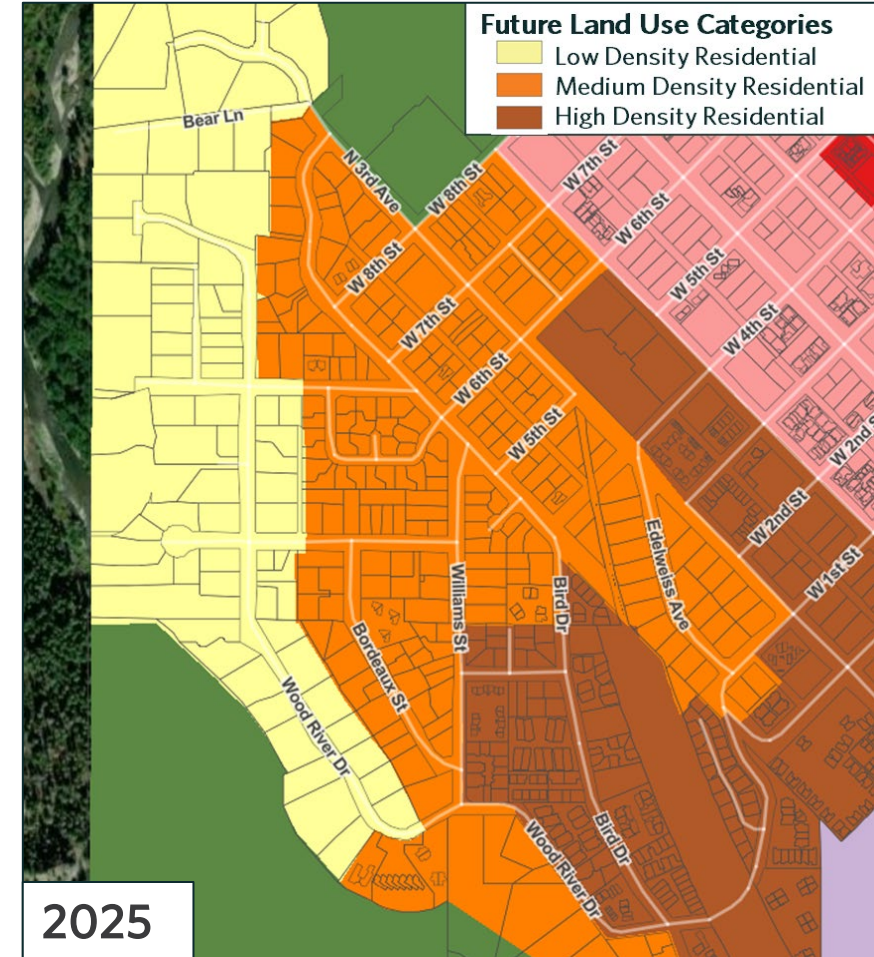 Future Land Use Categories
Low Density Residential
Medium Density Residential
High Density Residential
Bear Ln
N 3rd Ave
W 8th St
W 7th St
W 6th St
W 8th St
W 5th St
W 7th St
W 4th St
W 6th St
W 5th St
W 2nd
W 2nd St
Edelweiss Ave
W 1st St
Williams St
Bird Dr
Bordeaux St
Wood River Dr
Wood River Dr
Bird Dr
2025